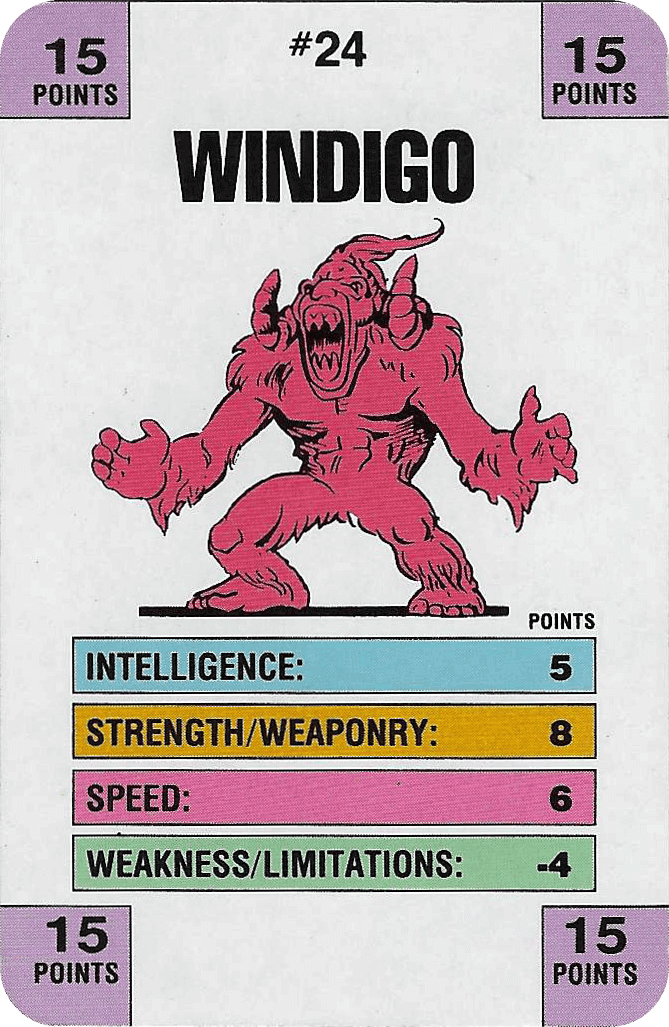 15
POINTS
#24
15
POINTS
WINDIGO
POINTS
INTELLIGENCE: 5
STRENGTH/WEAPONRY: 8
SPEED: 6
WEAKNESS/LIMITATIONS: -4
15
POINTS
15
POINTS